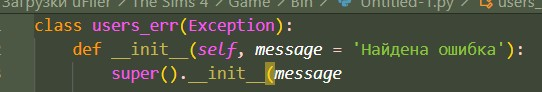 Загрузки uFiler > The Sims 4 > Game > Bin > Untitled-1.py > users_
class users_err(Exception):
def __init__(self, message = 'Найдена ошибка'):
super().__init__(message